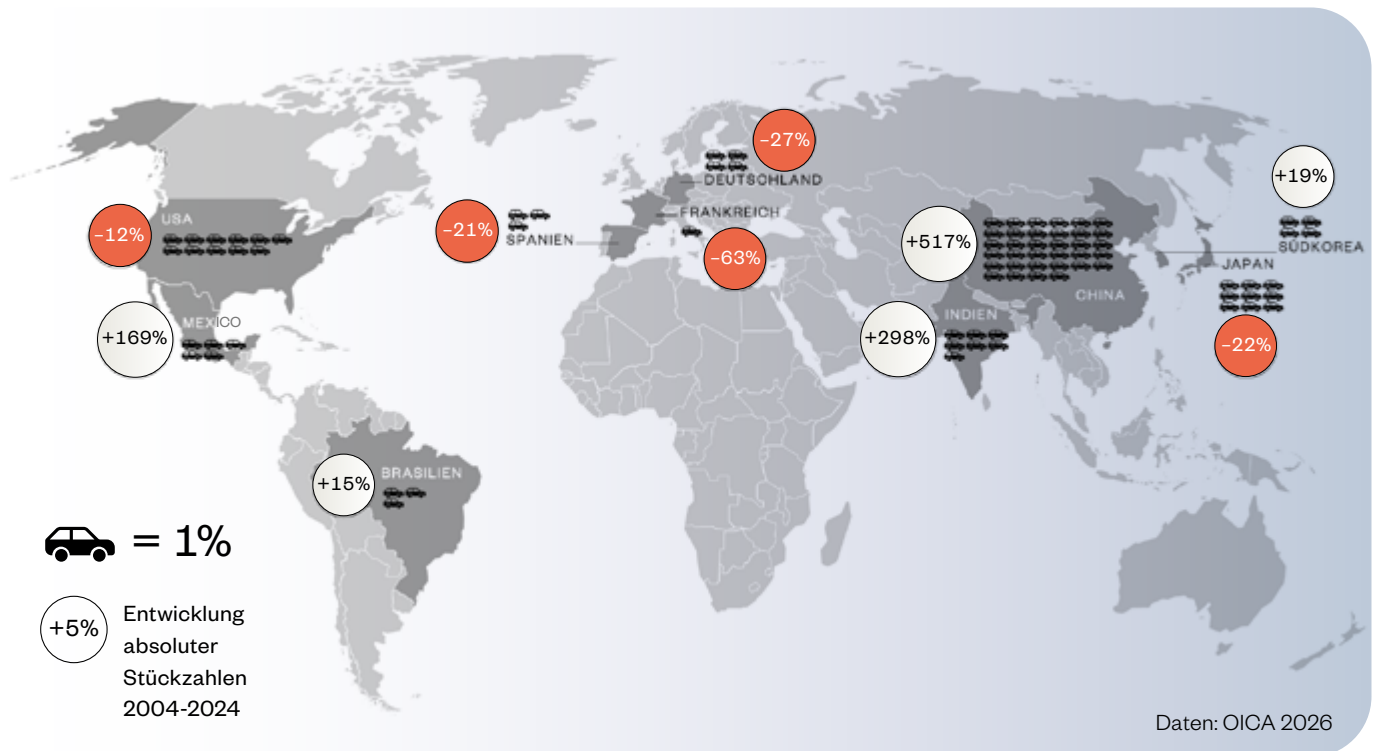 -27%
DEUTSCHLAND
+19%
USA
-12%
FRANKREICH
-21%
SPANIEN
+517%
SÜDKOREA
-63%
JAPAN
CHINA
MEXICO
+169%
INDIEN
+298%
-22%
BRASILIEN
+15%
= 1%
+5%
Entwicklung
absoluter
Stückzahlen
2004-2024
Daten: OICA 2026